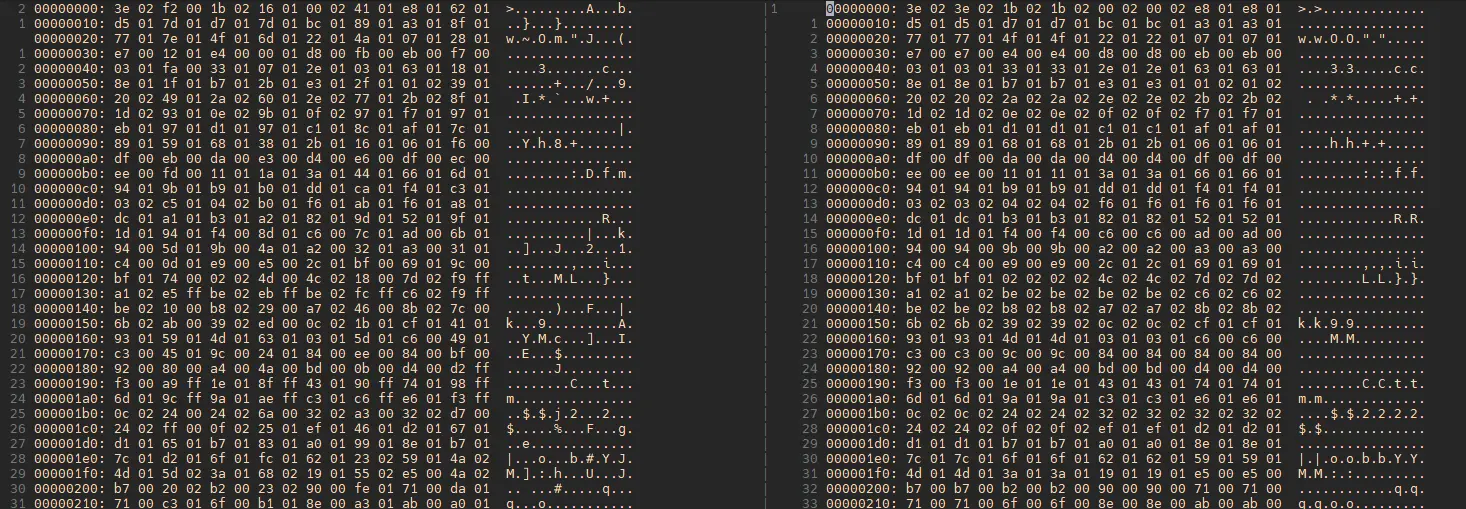 2 00000000: 3e 02 f2 00 1b 02 16 01 00 02 41 01 e8 01 62 01 >.........A...b. | 1 00000000: 3e 02 3e 02 1b 02 1b 02 00 02 00 02 e8 01 e8 01 >.>.............
1 00000010: d5 01 7d 01 d7 01 7d 01 bc 01 89 01 a3 01 8f 01 ..}...}......... | 1 00000010: d5 01 d5 01 d7 01 d7 01 bc 01 bc 01 a3 01 a3 01 ................
00000020: 77 01 7e 01 4f 01 6d 01 22 01 4a 01 07 01 28 01 w.~.O.m.".J...(. | 2 00000020: 77 01 77 01 4f 01 4f 01 22 01 22 01 07 01 07 01 w.w.O.O.".".....
1 00000030: e7 00 12 01 e4 00 00 01 d8 00 fb 00 eb 00 f7 00 ................ | 3 00000030: e7 00 e7 00 e4 00 e4 00 d8 00 d8 00 eb 00 eb 00 ................
2 00000040: 03 01 fa 00 33 01 07 01 2e 01 03 01 63 01 18 01 ....3.......c... | 4 00000040: 03 01 03 01 33 01 33 01 2e 01 2e 01 63 01 63 01 ....3.3.....c.c.
3 00000050: 8e 01 1f 01 b7 01 2b 01 e3 01 2f 01 01 02 39 01 ......+.../...9. | 5 00000050: 8e 01 8e 01 b7 01 b7 01 e3 01 e3 01 01 02 01 02 ................
4 00000060: 20 02 49 01 2a 02 60 01 2e 02 77 01 2b 02 8f 01 .I.*.`...w.+... | 6 00000060: 20 02 20 02 2a 02 2a 02 2e 02 2e 02 2b 02 2b 02 . .*.*.....+.+.
5 00000070: 1d 02 93 01 0e 02 9b 01 0f 02 97 01 f7 01 97 01 ................ | 7 00000070: 1d 02 1d 02 0e 02 0e 02 0f 02 0f 02 f7 01 f7 01 ................
6 00000080: eb 01 97 01 d1 01 97 01 c1 01 8c 01 af 01 7c 01 ..............|. | 8 00000080: eb 01 eb 01 d1 01 d1 01 c1 01 c1 01 af 01 af 01 ................
7 00000090: 89 01 59 01 68 01 38 01 2b 01 16 01 06 01 f6 00 ..Y.h.8.+....... | 9 00000090: 89 01 89 01 68 01 68 01 2b 01 2b 01 06 01 06 01 ....h.h.+.+.....
8 000000a0: df 00 eb 00 da 00 e3 00 d4 00 e6 00 df 00 ec 00 ................ | 10 000000a0: df 00 df 00 da 00 da 00 d4 00 d4 00 df 00 df 00 ................
9 000000b0: ee 00 fd 00 11 01 1a 01 3a 01 44 01 66 01 6d 01 ........:.D.f.m. | 11 000000b0: ee 00 ee 00 11 01 11 01 3a 01 3a 01 66 01 66 01 ........:.:.f.f.
10 000000c0: 94 01 9b 01 b9 01 b0 01 dd 01 ca 01 f4 01 c3 01 ................ | 12 000000c0: 94 01 94 01 b9 01 b9 01 dd 01 dd 01 f4 01 f4 01 ................
11 000000d0: 03 02 c5 01 04 02 b0 01 f6 01 ab 01 f6 01 a8 01 ................ | 13 000000d0: 03 02 03 02 04 02 04 02 f6 01 f6 01 f6 01 f6 01 ................
12 000000e0: dc 01 a1 01 b3 01 a2 01 82 01 9d 01 52 01 9f 01 ............R... | 14 000000e0: dc 01 dc 01 b3 01 b3 01 82 01 82 01 52 01 52 01 ............R.R.
13 000000f0: 1d 01 94 01 f4 00 8d 01 c6 00 7c 01 ad 00 6b 01 ..........|...k. | 15 000000f0: 1d 01 1d 01 f4 00 f4 00 c6 00 c6 00 ad 00 ad 00 ................
14 00000100: 94 00 5d 01 9b 00 4a 01 a2 00 32 01 a3 00 31 01 ..]...J...2...1. | 16 00000100: 94 00 94 00 9b 00 9b 00 a2 00 a2 00 a3 00 a3 00 ................
15 00000110: c4 00 0d 01 e9 00 e5 00 2c 01 bf 00 69 01 9c 00 ........,...i... | 17 00000110: c4 00 c4 00 e9 00 e9 00 2c 01 2c 01 69 01 69 01 ........,.,.i.i.
16 00000120: bf 01 74 00 02 02 4d 00 4c 02 18 00 7d 02 f9 ff ..t...M.L...}... | 18 00000120: bf 01 bf 01 02 02 02 02 4c 02 4c 02 7d 02 7d 02 ........L.L.}.}.
17 00000130: a1 02 e5 ff be 02 eb ff be 02 fc ff c6 02 f9 ff ................ | 19 00000130: a1 02 a1 02 be 02 be 02 be 02 be 02 c6 02 c6 02 ................
18 00000140: be 02 10 00 b8 02 29 00 a7 02 46 00 8b 02 7c 00 ......)...F...|. | 20 00000140: be 02 be 02 b8 02 b8 02 a7 02 a7 02 8b 02 8b 02 ................
19 00000150: 6b 02 ab 00 39 02 ed 00 0c 02 1b 01 cf 01 41 01 k...9.........A. | 21 00000150: 6b 02 6b 02 39 02 39 02 0c 02 0c 02 cf 01 cf 01 k.k.9.9.........
20 00000160: 93 01 59 01 4d 01 63 01 03 01 5d 01 c6 00 49 01 ..Y.M.c...]...I. | 22 00000160: 93 01 93 01 4d 01 4d 01 03 01 03 01 c6 00 c6 00 ....M.M.........
21 00000170: c3 00 45 01 9c 00 24 01 84 00 ee 00 84 00 bf 00 ..E...$......... | 23 00000170: c3 00 c3 00 9c 00 9c 00 84 00 84 00 84 00 84 00 ................
22 00000180: 92 00 80 00 a4 00 4a 00 bd 00 0b 00 d4 00 d2 ff ......J......... | 24 00000180: 92 00 92 00 a4 00 a4 00 bd 00 bd 00 d4 00 d4 00 ................
23 00000190: f3 00 a9 ff 1e 01 8f ff 43 01 90 ff 74 01 98 ff ........C...t... | 25 00000190: f3 00 f3 00 1e 01 1e 01 43 01 43 01 74 01 74 01 ........C.C.t.t.
24 000001a0: 6d 01 9c ff 9a 01 ae ff c3 01 c6 ff e6 01 f3 ff m............... | 26 000001a0: 6d 01 6d 01 9a 01 9a 01 c3 01 c3 01 e6 01 e6 01 m.m.............
25 000001b0: 0c 02 24 00 24 02 6a 00 32 02 a3 00 32 02 d7 00 ..$.$.j.2...2... | 27 000001b0: 0c 02 0c 02 24 02 24 02 32 02 32 02 32 02 32 02 ....$.$.2.2.2.2.
26 000001c0: 24 02 ff 00 0f 02 25 01 ef 01 46 01 d2 01 67 01 $.....%...F...g. | 28 000001c0: 24 02 24 02 0f 02 0f 02 ef 01 ef 01 d2 01 d2 01 $.$.............
27 000001d0: d1 01 65 01 b7 01 83 01 a0 01 99 01 8e 01 b7 01 ..e............. | 29 000001d0: d1 01 d1 01 b7 01 b7 01 a0 01 a0 01 8e 01 8e 01 ................
28 000001e0: 7c 01 d2 01 6f 01 fc 01 62 01 23 02 59 01 4a 02 |...o...b.#.Y.J. | 30 000001e0: 7c 01 7c 01 6f 01 6f 01 62 01 62 01 59 01 59 01 |.|.o.o.b.b.Y.Y.
29 000001f0: 4d 01 5d 02 3a 01 68 02 19 01 55 02 e5 00 4a 02 M.].:.h...U...J. | 31 000001f0: 4d 01 4d 01 3a 01 3a 01 19 01 19 01 e5 00 e5 00 M.M.:.:.........
30 00000200: b7 00 20 02 b2 00 23 02 90 00 fe 01 71 00 da 01 .. ...#.....q... | 32 00000200: b7 00 b7 00 b2 00 b2 00 90 00 90 00 71 00 71 00 ............q.q.
31 00000210: 71 00 c3 01 6f 00 b1 01 8e 00 a3 01 ab 00 a0 01 q...o........... | 33 00000210: 71 00 71 00 6f 00 6f 00 8e 00 8e 00 ab 00 ab 00 q.q.o.o.........